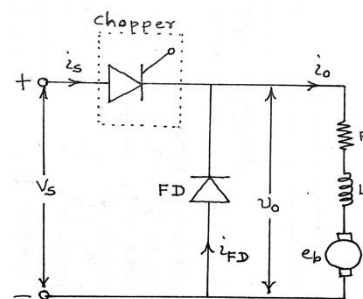 chopper
+ is io
R
Vs FD vo L
iFD eb
−